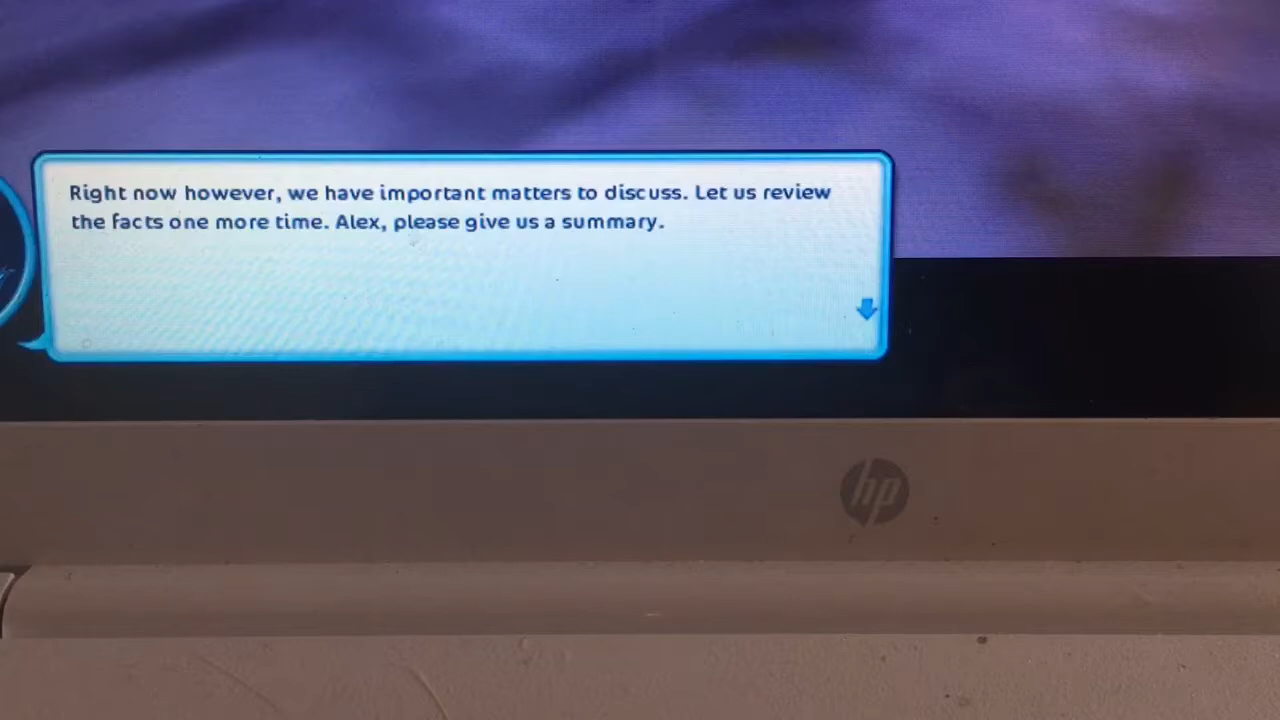 Right now however, we have important matters to discuss. Let us review
the facts one more time. Alex, please give us a summary.
hp